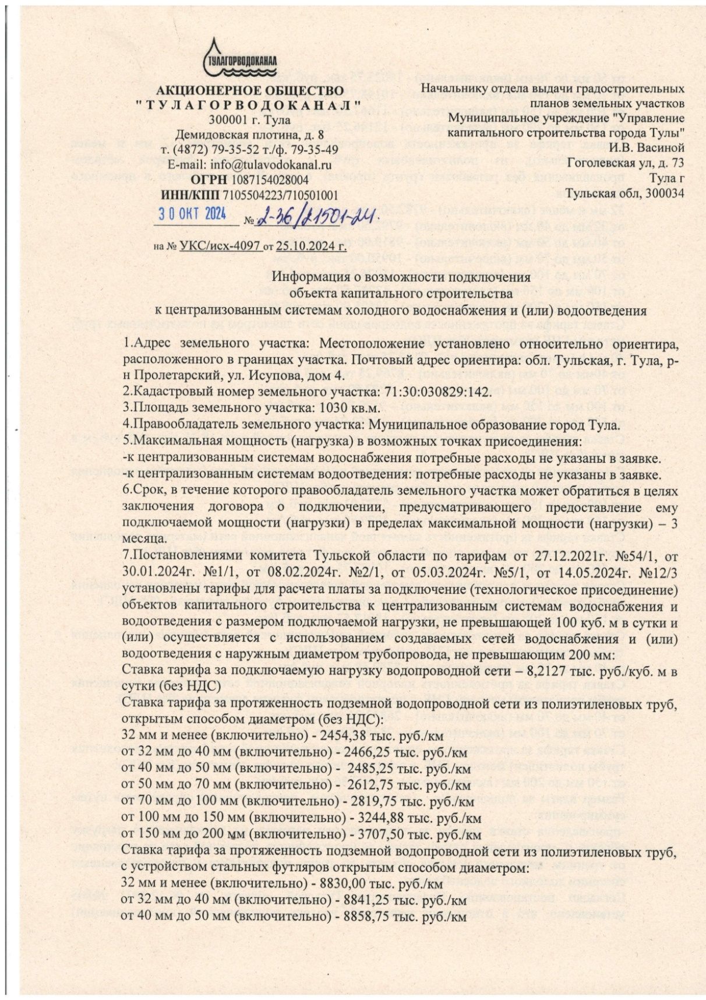 ТУЛАГОРВОДОКАНАЛ
АКЦИОНЕРНОЕ ОБЩЕСТВО
"ТУЛАГОРВОДОКАНАЛ"
300001 г. Тула
Демидовская плотина, д. 8
т. (4872) 79-35-52 т./ф. 79-35-49
E-mail: info@tulavodokanal.ru
ОГРН 1087154028004
ИНН/КПП 7105504223/710501001
30 ОКТ 2024 № 2-36/21501-24.
на № УКС/исх-4097 от 25.10.2024 г.
Начальнику отдела выдачи градостроительных
планов земельных участков
Муниципальное учреждение "Управление
капитального строительства города Тулы"
И.В. Васиной
Гоголевская ул, д. 73
Тула г
Тульская обл, 300034
Информация о возможности подключения
объекта капитального строительства
к централизованным системам холодного водоснабжения и (или) водоотведения
1.Адрес земельного участка: Местоположение установлено относительно ориентира,
расположенного в границах участка. Почтовый адрес ориентира: обл. Тульская, г. Тула, р-
н Пролетарский, ул. Исупова, дом 4.
2.Кадастровый номер земельного участка: 71:30:030829:142.
3.Площадь земельного участка: 1030 кв.м.
4.Правообладатель земельного участка: Муниципальное образование город Тула.
5.Максимальная мощность (нагрузка) в возможных точках присоединения:
-к централизованным системам водоснабжения потребные расходы не указаны в заявке.
-к централизованным системам водоотведения: потребные расходы не указаны в заявке.
6.Срок, в течение которого правообладатель земельного участка может обратиться в целях
заключения договора о подключении, предусматривающего предоставление ему
подключаемой мощности (нагрузки) в пределах максимальной мощности (нагрузки) – 3
месяца.
7.Постановлениями комитета Тульской области по тарифам от 27.12.2021г. №54/1, от
30.01.2024г. №1/1, от 08.02.2024г. №2/1, от 05.03.2024г. №5/1, от 14.05.2024г. №12/3
установлены тарифы для расчета платы за подключение (технологическое присоединение)
объектов капитального строительства к централизованным системам водоснабжения и
водоотведения с размером подключаемой нагрузки, не превышающей 100 куб. м в сутки и
(или) осуществляется с использованием создаваемых сетей водоснабжения и (или)
водоотведения с наружным диаметром трубопровода, не превышающим 200 мм:
Ставка тарифа за подключаемую нагрузку водопроводной сети – 8,2127 тыс. руб./куб. м в
сутки (без НДС)
Ставка тарифа за протяженность подземной водопроводной сети из полиэтиленовых труб,
открытым способом диаметром (без НДС):
32 мм и менее (включительно) - 2454,38 тыс. руб./км
от 32 мм до 40 мм (включительно) - 2466,25 тыс. руб./км
от 40 мм до 50 мм (включительно) - 2485,25 тыс. руб./км
от 50 мм до 70 мм (включительно) - 2612,75 тыс. руб./км
от 70 мм до 100 мм (включительно) - 2819,75 тыс. руб./км
от 100 мм до 150 мм (включительно) - 3244,88 тыс. руб./км
от 150 мм до 200 мм (включительно) - 3707,50 тыс. руб./км
Ставка тарифа за протяженность подземной водопроводной сети из полиэтиленовых труб,
с устройством стальных футляров открытым способом диаметром:
32 мм и менее (включительно) - 8830,00 тыс. руб./км
от 32 мм до 40 мм (включительно) - 8841,25 тыс. руб./км
от 40 мм до 50 мм (включительно) - 8858,75 тыс. руб./км